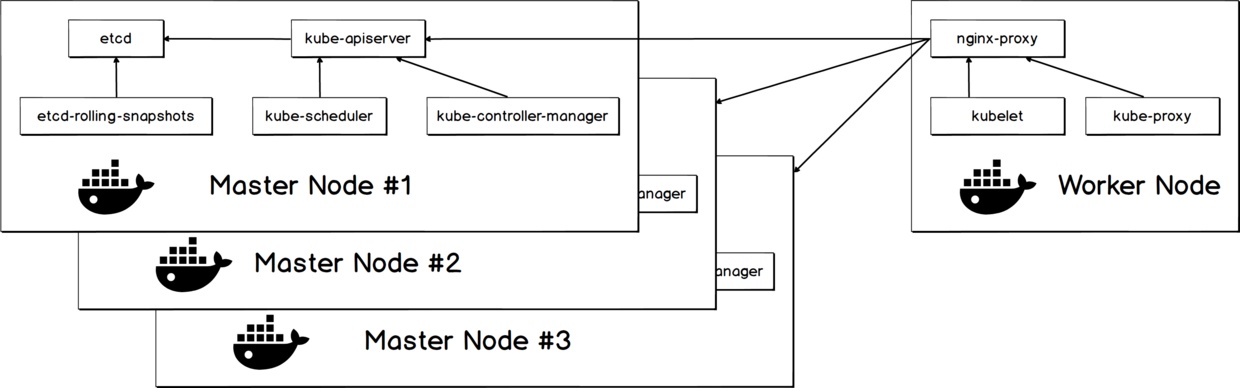 etcd
kube-apiserver
nginx-proxy
etcd-rolling-snapshots
kube-scheduler
kube-controller-manager
kubelet
kube-proxy
Master Node #1
anager
Worker Node
Master Node #2
anager
Master Node #3